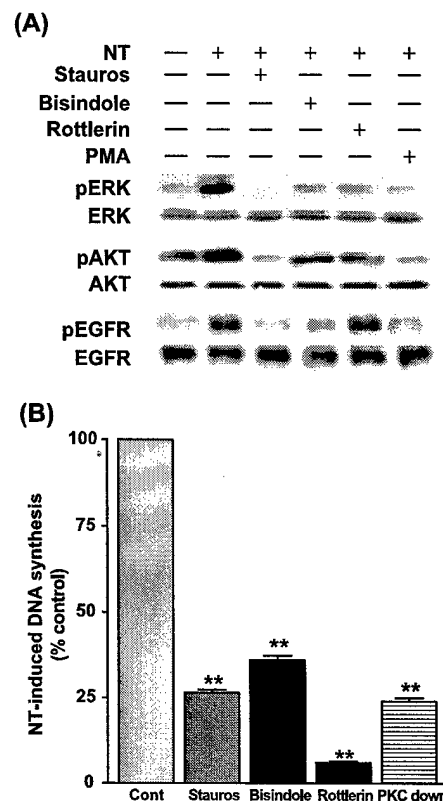 (A)
NT — + + + + +
Stauros — — + — — —
Bisindole — — — + — —
Rottlerin — — — — + —
PMA — — — — — +
pERK
ERK
pAKT
AKT
pEGFR
EGFR
(B)
NT-induced DNA synthesis
(% control)
100
75
50
25
0
**
**
**
**
Cont Stauros Bisindole Rottlerin PKC down